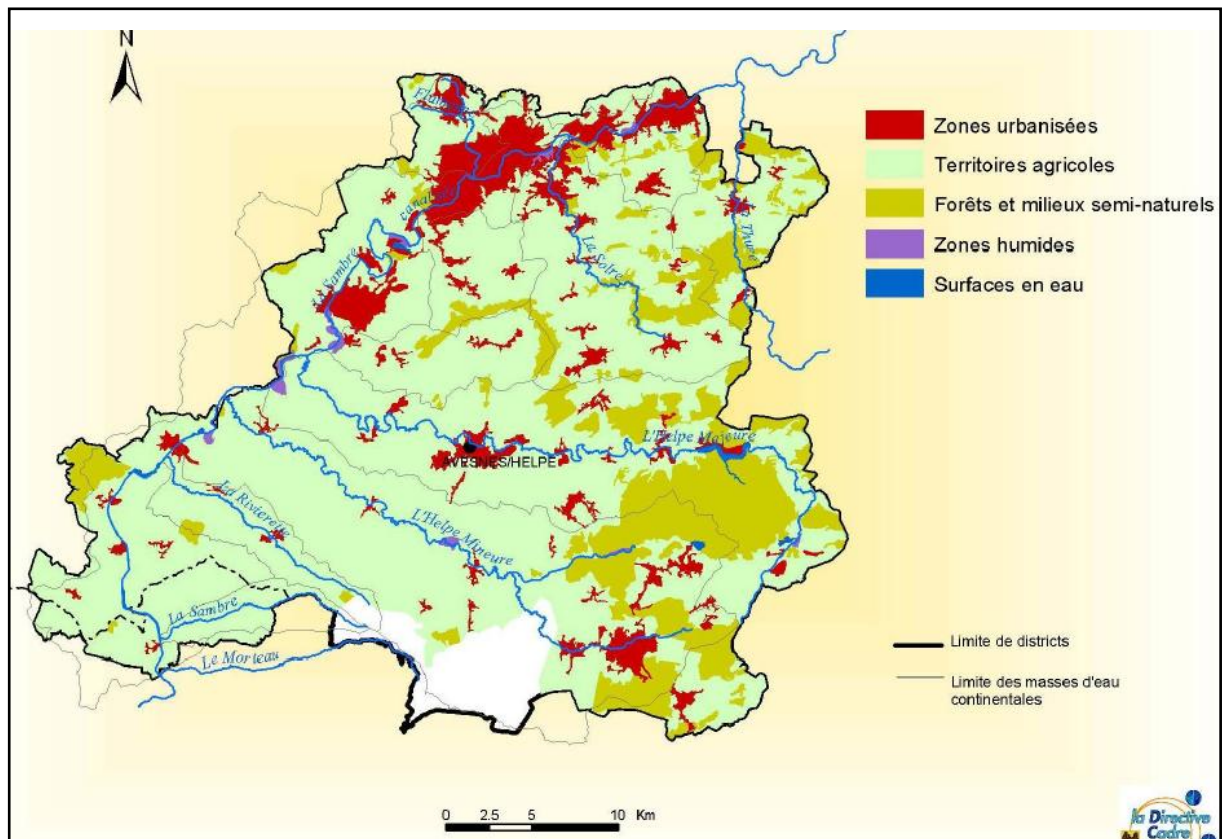 N
Zones urbanisées
Territoires agricoles
Forêts et milieux semi-naturels
Zones humides
Surfaces en eau
La Sambre
La Solre
La Thure
L'Helpe Majeure
AVESNES/HELPE
La Rivierette
L'Helpe Mineure
La Sambre
Le Morteau
Limite de districts
Limite des masses d'eau
continentales
0 2.5 5 10 Km
la Directive
Cadre